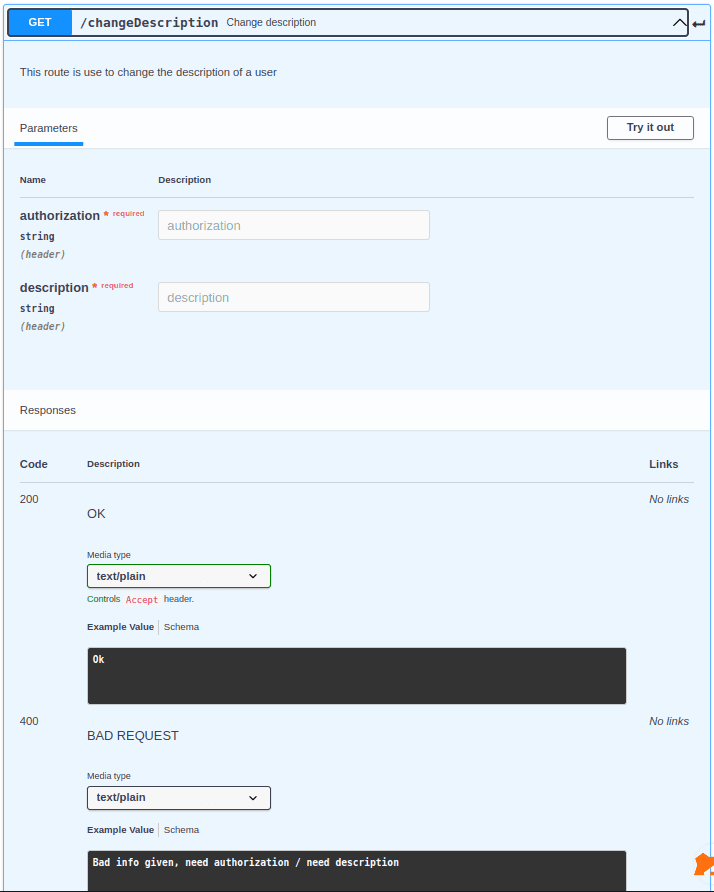 GET /changeDescription Change description
This route is use to change the description of a user
Parameters Try it out
Name Description
authorization * required authorization
string
(header)
description * required description
string
(header)
Responses
Code Description Links
200 No links
OK
Media type
text/plain
Controls Accept header.
Example Value Schema
Ok
400 No links
BAD REQUEST
Media type
text/plain
Example Value Schema
Bad info given, need authorization / need description